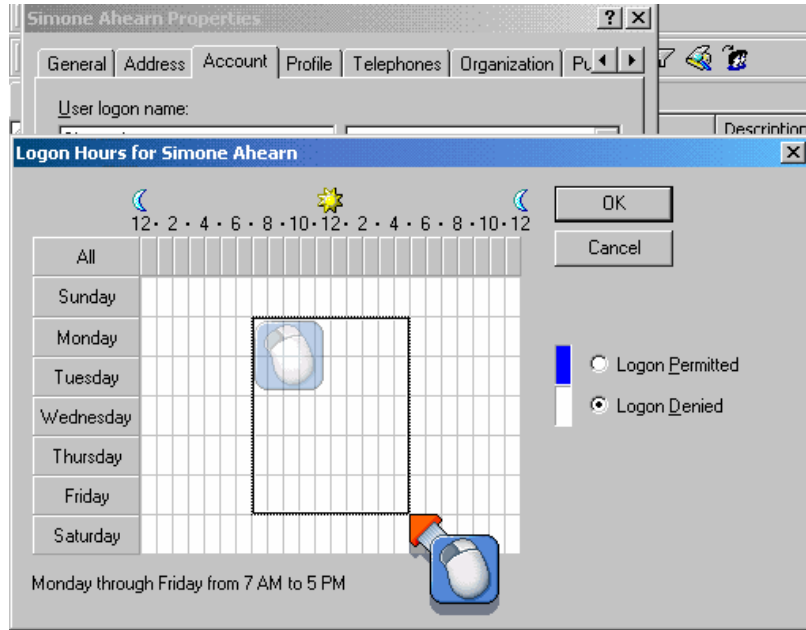 Simone Ahearn Properties
General Address Account Profile Telephones Organization
User logon name:
Description
Logon Hours for Simone Ahearn
12 · 2 · 4 · 6 · 8 · 10 · 12 · 2 · 4 · 6 · 8 · 10 · 12
OK
All
Cancel
Sunday
Monday
Tuesday
Logon Permitted
Wednesday
Logon Denied
Thursday
Friday
Saturday
Monday through Friday from 7 AM to 5 PM